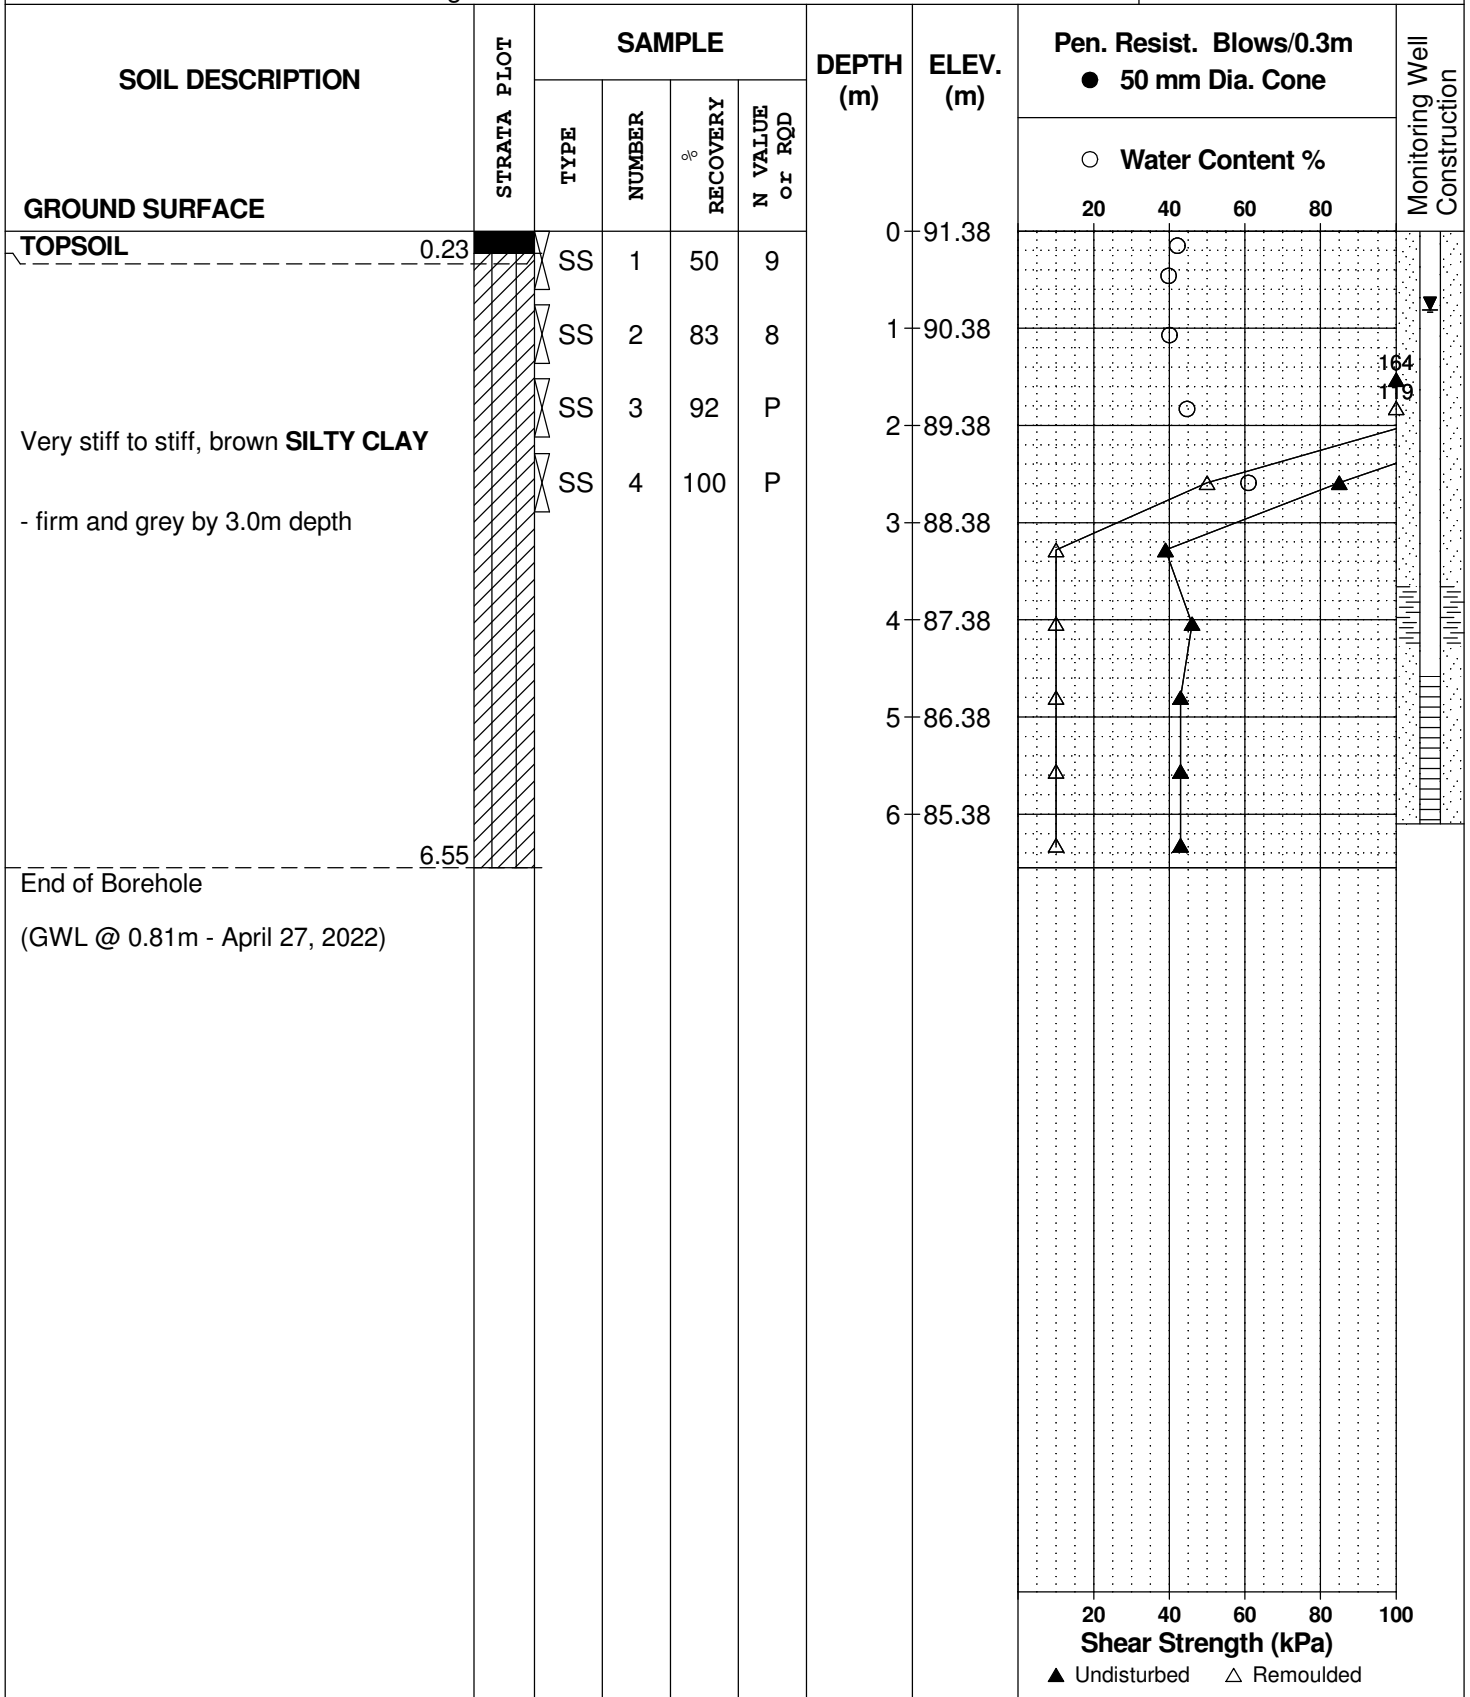 SOIL DESCRIPTION
GROUND SURFACE
STRATA PLOT
SAMPLE
TYPE
NUMBER
%
RECOVERY
N VALUE
or RQD
DEPTH
(m)
ELEV.
(m)
Pen. Resist. Blows/0.3m
● 50 mm Dia. Cone
○ Water Content %
20 40 60 80
Monitoring Well
Construction
TOPSOIL 0.23
SS 1 50 9
SS 2 83 8
SS 3 92 P
SS 4 100 P
Very stiff to stiff, brown SILTY CLAY
- firm and grey by 3.0m depth
6.55
End of Borehole
(GWL @ 0.81m - April 27, 2022)
0 91.38
1 90.38
2 89.38
3 88.38
4 87.38
5 86.38
6 85.38
164
119
20 40 60 80 100
Shear Strength (kPa)
▲ Undisturbed △ Remoulded